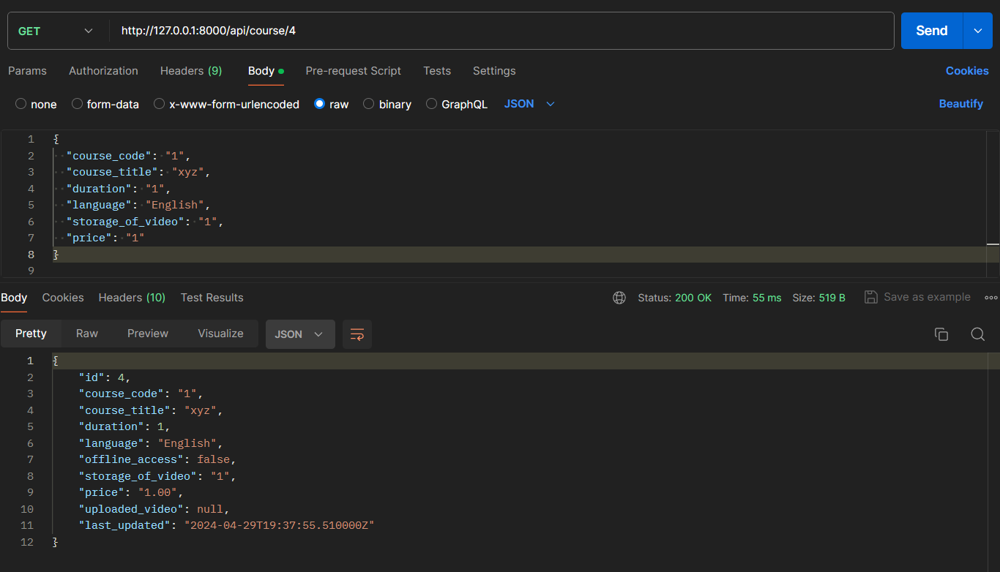 GET http://127.0.0.1:8000/api/course/4 Send
Params Authorization Headers (9) Body Pre-request Script Tests Settings Cookies
none form-data x-www-form-urlencoded raw binary GraphQL JSON Beautify
1 {
2 "course_code": "1",
3 "course_title": "xyz",
4 "duration": "1",
5 "language": "English",
6 "storage_of_video": "1",
7 "price": "1"
8 }
9
Body Cookies Headers (10) Test Results Status: 200 OK Time: 55 ms Size: 519 B Save as example
Pretty Raw Preview Visualize JSON
1 {
2 "id": 4,
3 "course_code": "1",
4 "course_title": "xyz",
5 "duration": 1,
6 "language": "English",
7 "offline_access": false,
8 "storage_of_video": "1",
9 "price": "1.00",
10 "uploaded_video": null,
11 "last_updated": "2024-04-29T19:37:55.510000Z"
12 }